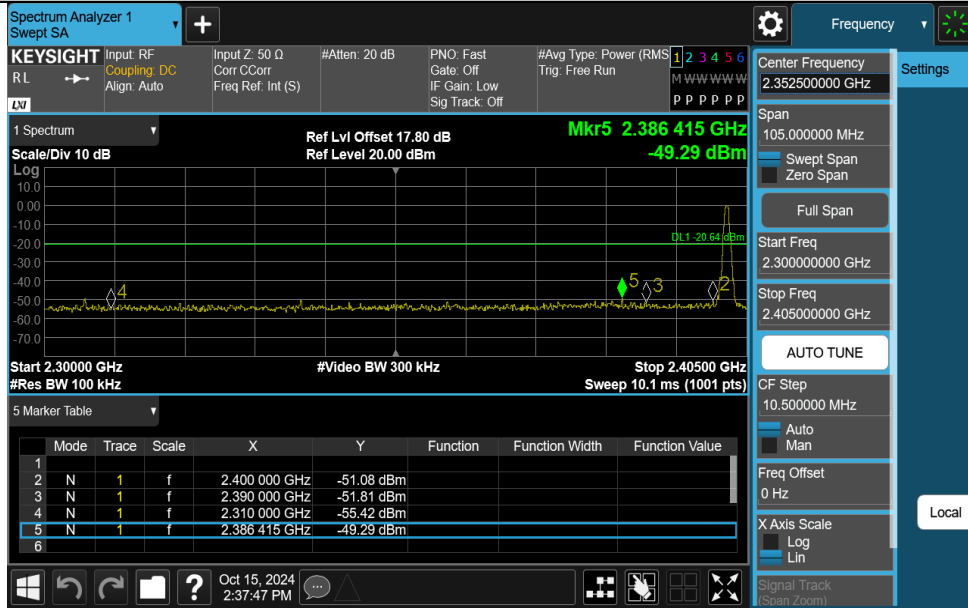 Spectrum Analyzer 1
Swept SA
Frequency
KEYSIGHT
Input: RF
Coupling: DC
Align: Auto
Input Z: 50 Ω
Corr CCorr
Freq Ref: Int (S)
#Atten: 20 dB
PNO: Fast
Gate: Off
IF Gain: Low
Sig Track: Off
#Avg Type: Power (RMS
Trig: Free Run
1 2 3 4 5 6
M W W W W W
P P P P P P
R L
LXI
Center Frequency
2.352500000 GHz
Settings
Span
105.000000 MHz
Swept Span
Zero Span
Full Span
Start Freq
2.300000000 GHz
Stop Freq
2.405000000 GHz
AUTO TUNE
CF Step
10.500000 MHz
Auto
Man
Freq Offset
0 Hz
X Axis Scale
Log
Lin
Signal Track
(Span Zoom)
Local
1 Spectrum
Scale/Div 10 dB
Ref Lvl Offset 17.80 dB
Ref Level 20.00 dBm
Mkr5 2.386 415 GHz
-49.29 dBm
Log
10.0
0.00
-10.0
-20.0
-30.0
-40.0
-50.0
-60.0
-70.0
DL1 -20.64 dBm
4
5
3
2
Start 2.30000 GHz
#Res BW 100 kHz
#Video BW 300 kHz
Stop 2.40500 GHz
Sweep 10.1 ms (1001 pts)
5 Marker Table
Mode Trace Scale X Y Function Function Width Function Value
1
2 N 1 f 2.400 000 GHz -51.08 dBm
3 N 1 f 2.390 000 GHz -51.81 dBm
4 N 1 f 2.310 000 GHz -55.42 dBm
5 N 1 f 2.386 415 GHz -49.29 dBm
6
?
Oct 15, 2024
2:37:47 PM